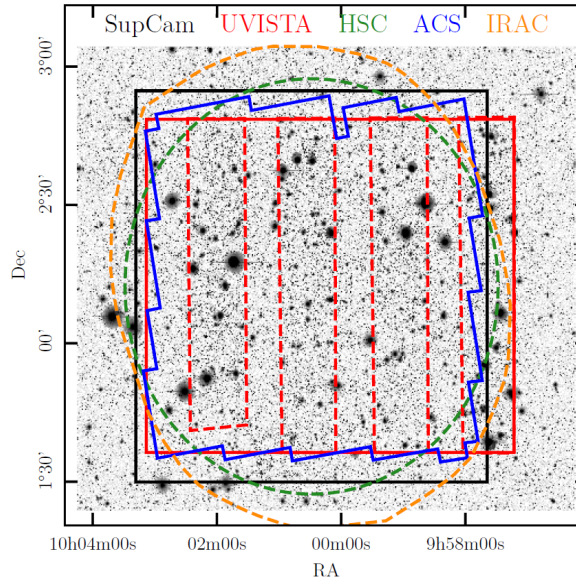 SupCam UVISTA HSC ACS IRAC
3°00'
2°30'
Dec
00'
1°30'
10h04m00s 02m00s 00m00s 9h58m00s
RA